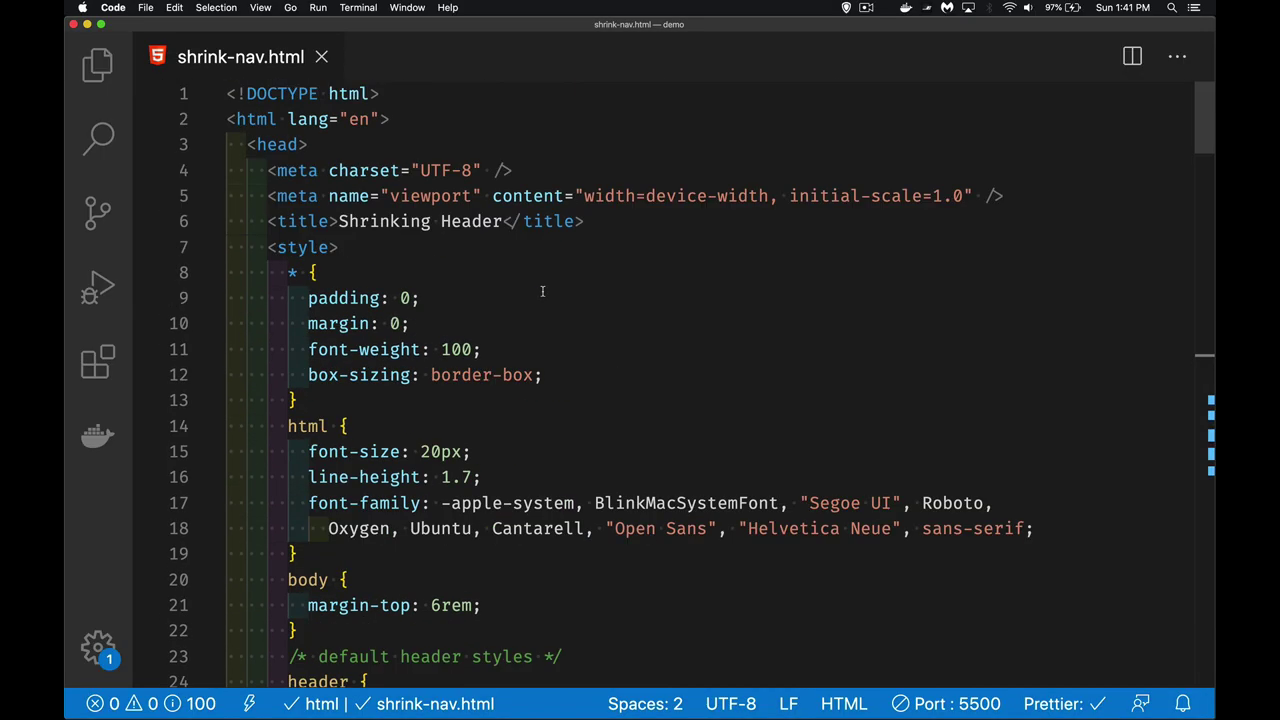 Code File Edit Selection View Go Run Terminal Window Help 97% Sun 1:41 PM
shrink-nav.html — demo
shrink-nav.html
1 <!DOCTYPE html>
2 <html lang="en">
3 <head>
4 <meta charset="UTF-8" />
5 <meta name="viewport" content="width=device-width, initial-scale=1.0" />
6 <title>Shrinking Header</title>
7 <style>
8 * {
9 padding: 0;
10 margin: 0;
11 font-weight: 100;
12 box-sizing: border-box;
13 }
14 html {
15 font-size: 20px;
16 line-height: 1.7;
17 font-family: -apple-system, BlinkMacSystemFont, "Segoe UI", Roboto,
18 Oxygen, Ubuntu, Cantarell, "Open Sans", "Helvetica Neue", sans-serif;
19 }
20 body {
21 margin-top: 6rem;
22 }
23 /* default header styles */
24 header {
1
0 0 100 html | shrink-nav.html Spaces: 2 UTF-8 LF HTML Port : 5500 Prettier: